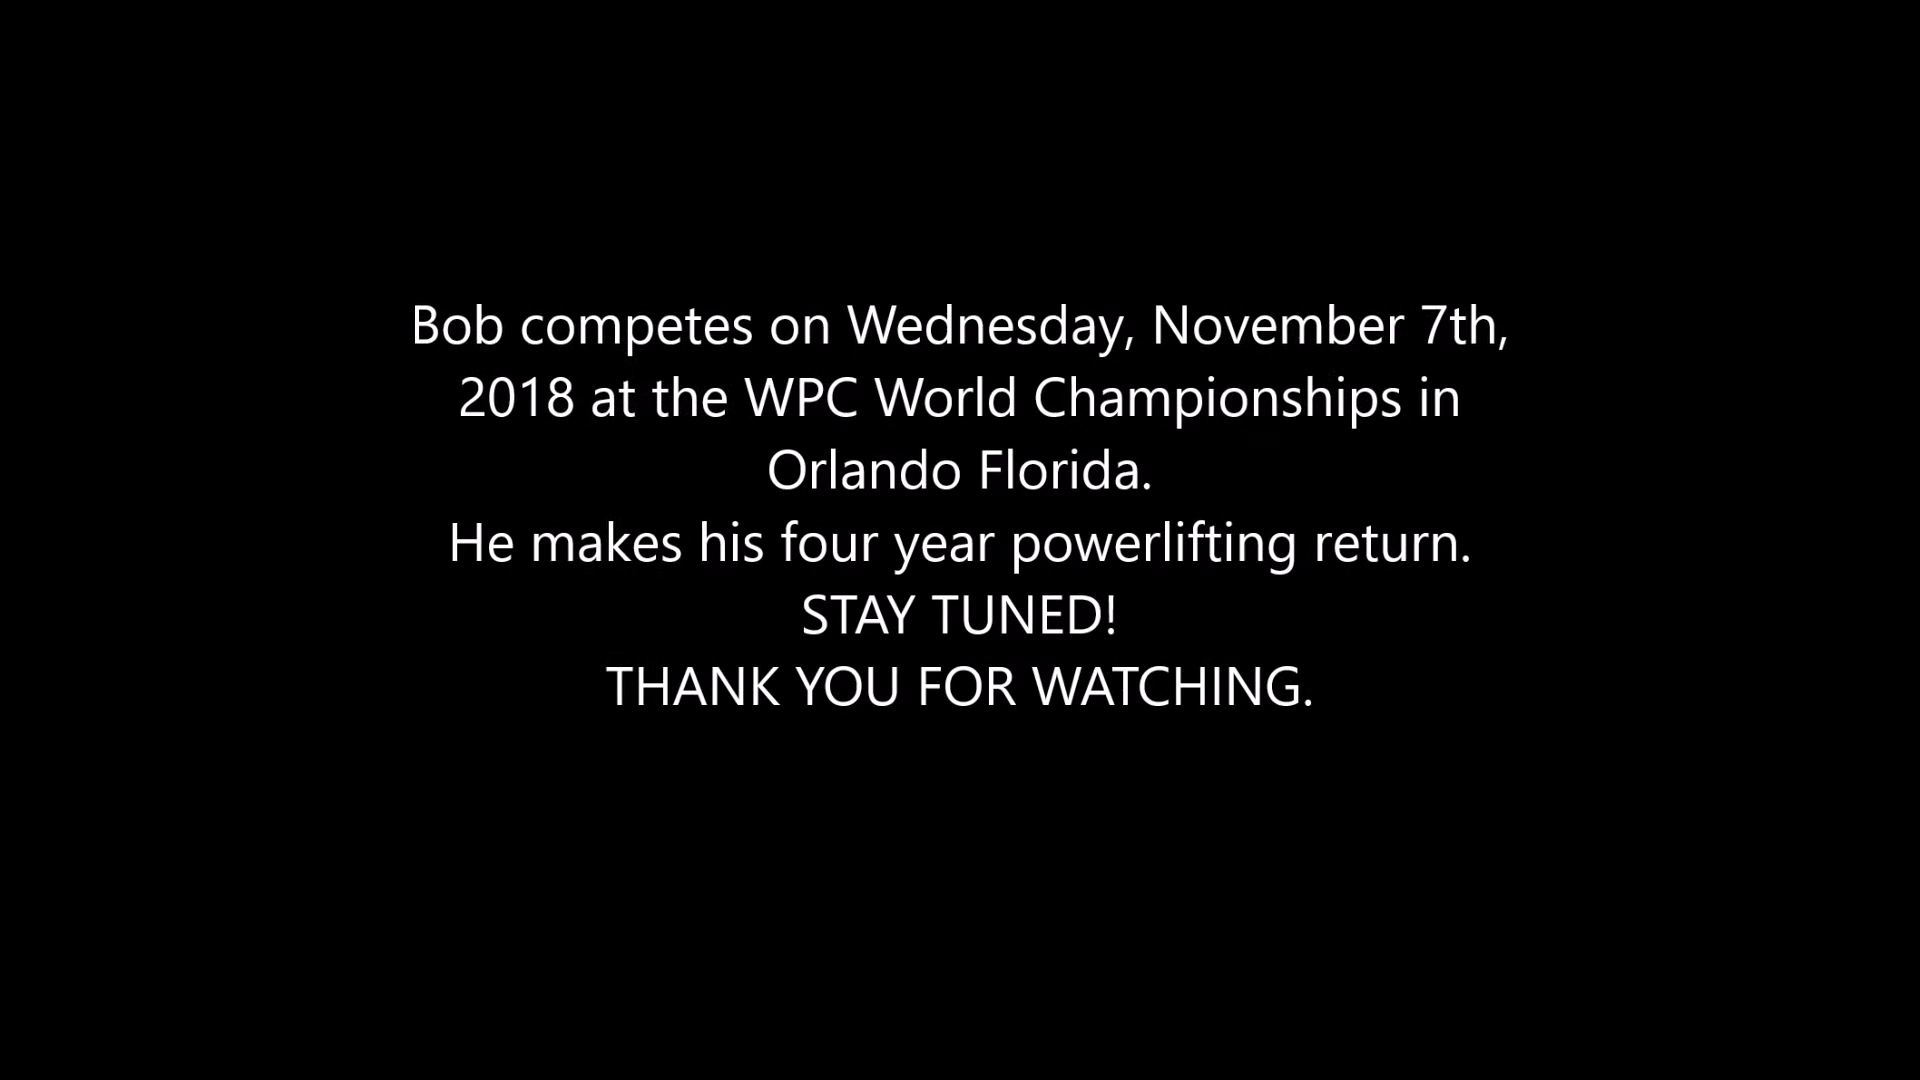 Bob competes on Wednesday, November 7th,
2018 at the WPC World Championships in
Orlando Florida.
He makes his four year powerlifting return.
STAY TUNED!
THANK YOU FOR WATCHING.